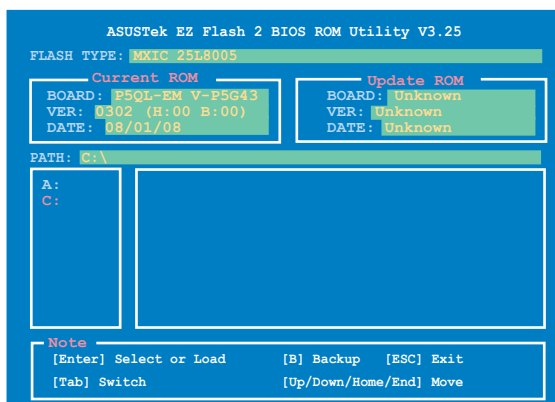 ASUSTek EZ Flash 2 BIOS ROM Utility V3.25
FLASH TYPE: MXIC 25L8005
Current ROM
BOARD: P5QL-EM V-P5G43
VER: 0302 (H:00 B:00)
DATE: 08/01/08
Update ROM
BOARD: Unknown
VER: Unknown
DATE: Unknown
PATH: C:\
A:
C:
Note
[Enter] Select or Load [B] Backup [ESC] Exit
[Tab] Switch [Up/Down/Home/End] Move